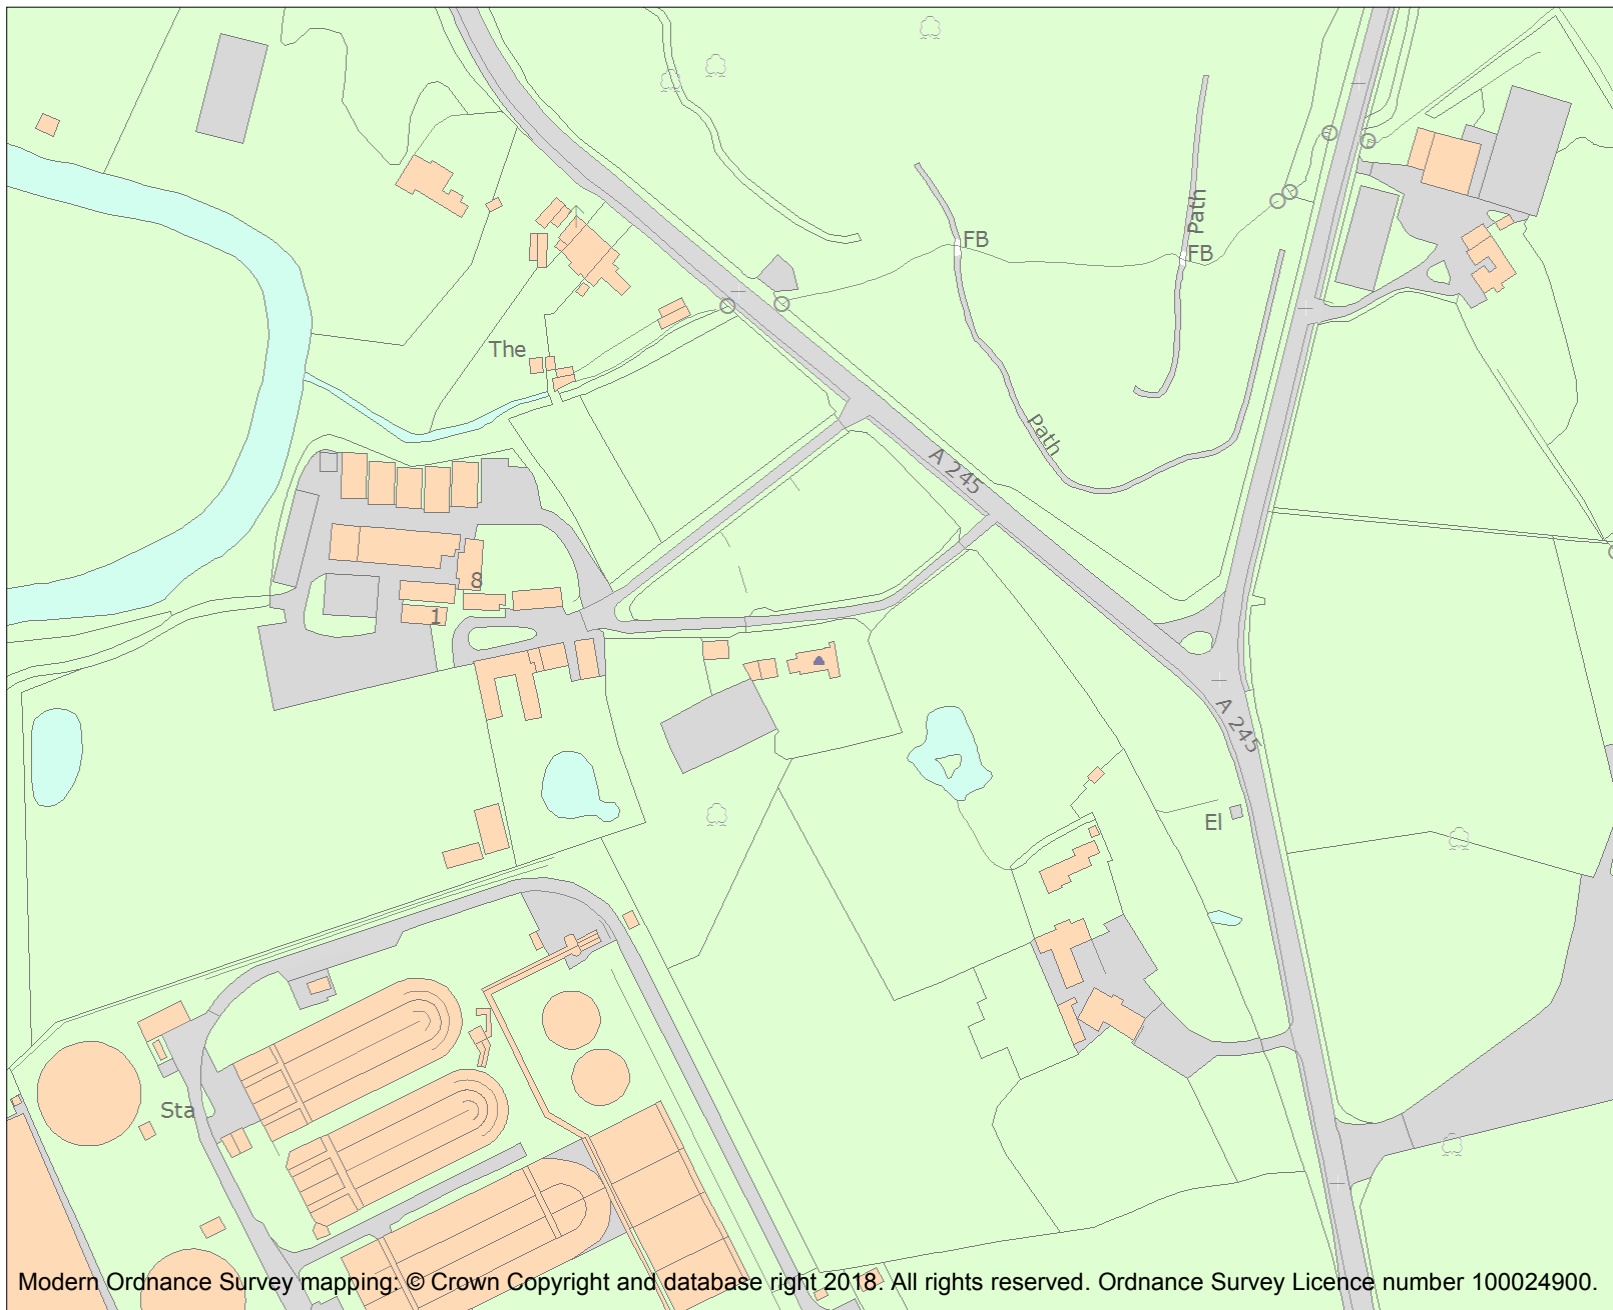 Path
FB
FB
The
Path
A 245
8
1
A 245
El
Sta
Modern Ordnance Survey mapping: © Crown Copyright and database right 2018. All rights reserved. Ordnance Survey Licence number 100024900.